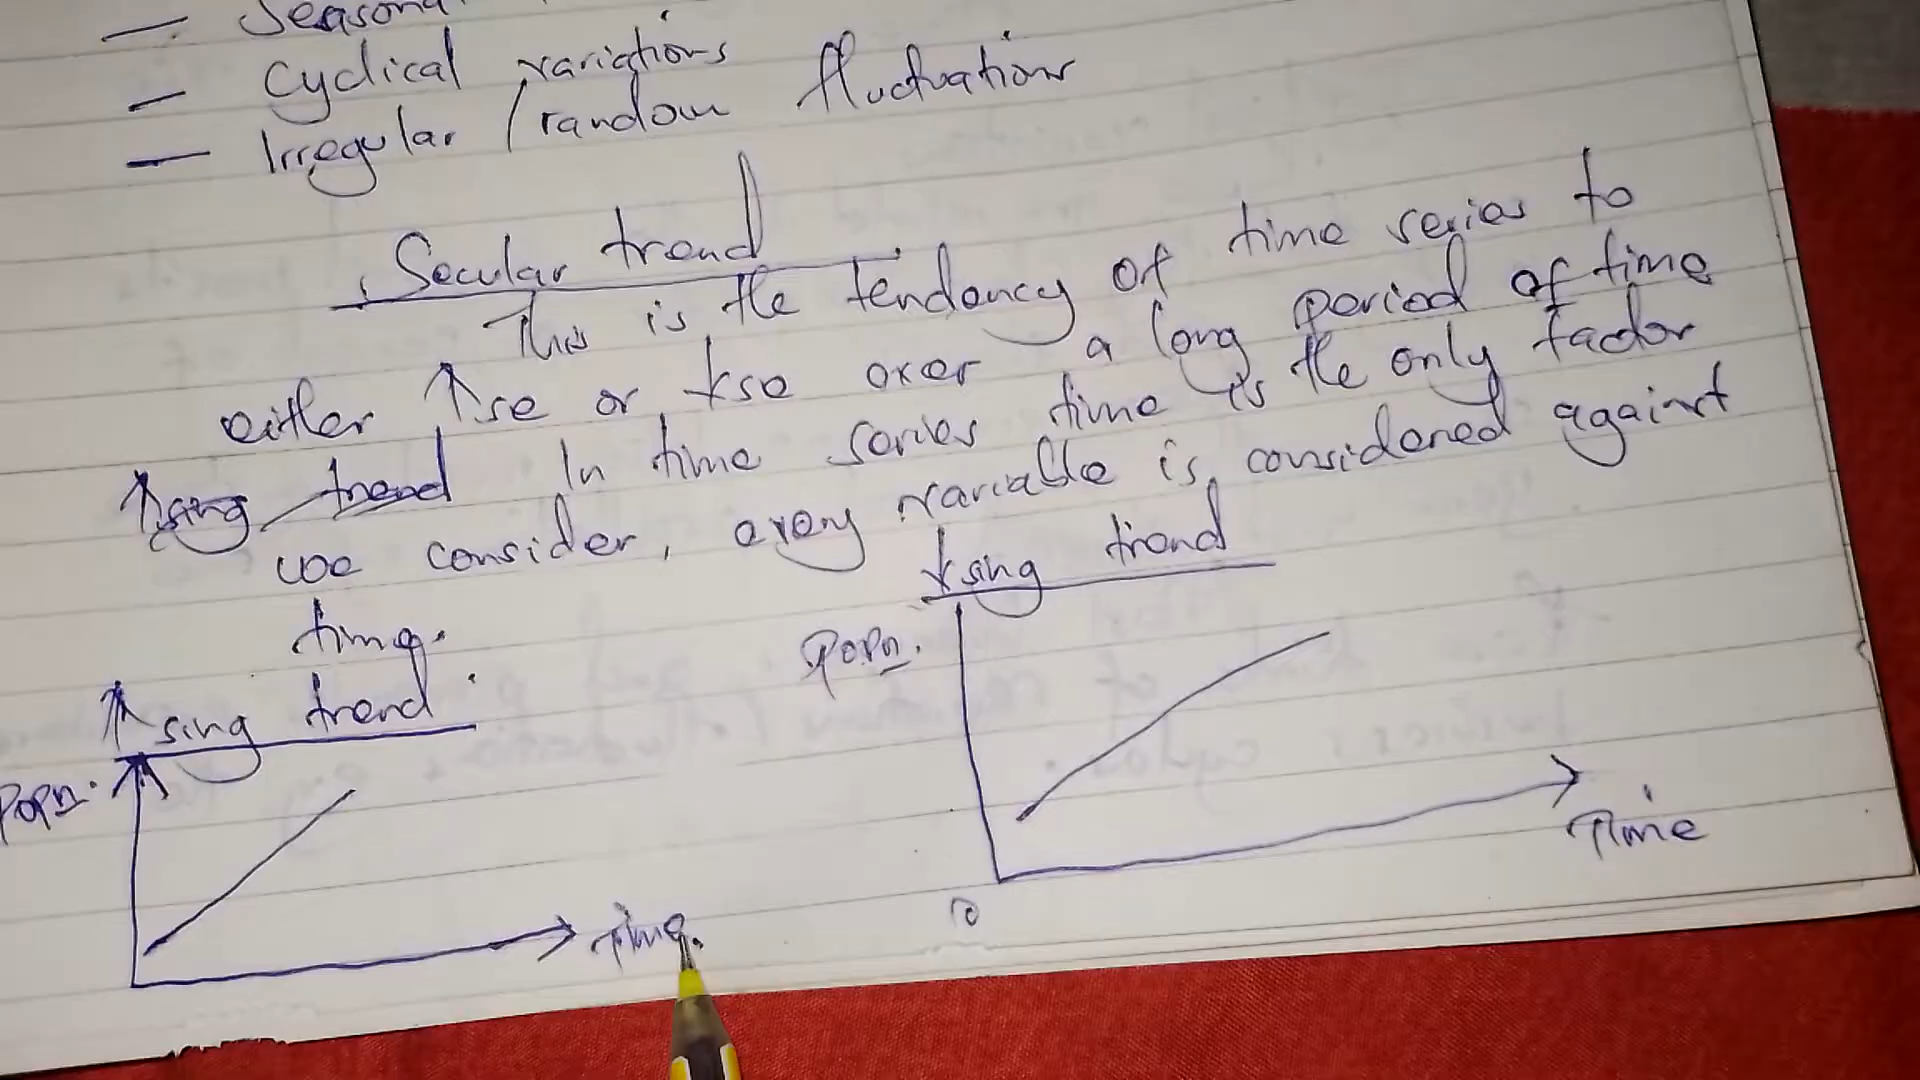 — Seasonal
— Cyclical variations
— Irregular / random fluctuations
Secular trend
This is the tendency of time series to
either ↑se or ↓se over a long period of time
↑sing trend In time series time is the only factor
we consider, every variable is considered against
time.
↑sing trend.
↓sing trend
Popn.
Popn.
Time
Time.